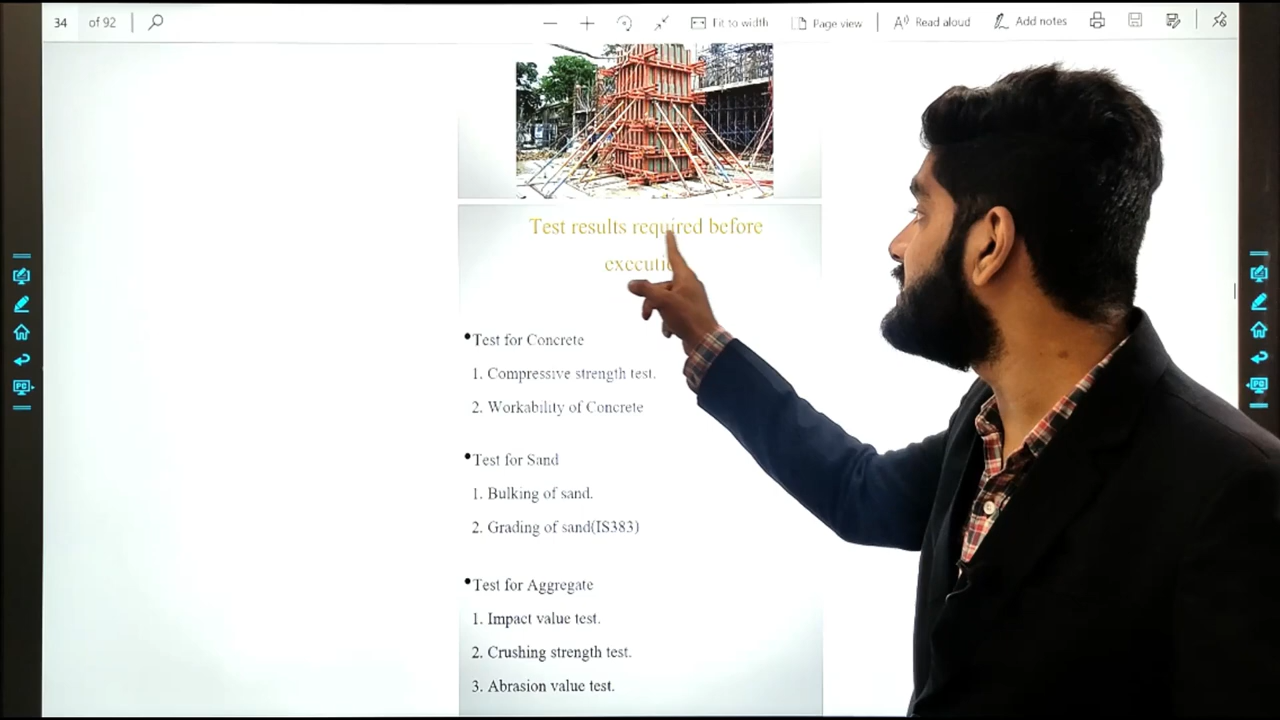 34 of 92
Fit to width
Page view
Read aloud
Add notes
Test results required before
executi
•Test for Concrete
1. Compressive strength test.
2. Workability of Concrete
•Test for Sand
1. Bulking of sand.
2. Grading of sand(IS383)
•Test for Aggregate
1. Impact value test.
2. Crushing strength test.
3. Abrasion value test.